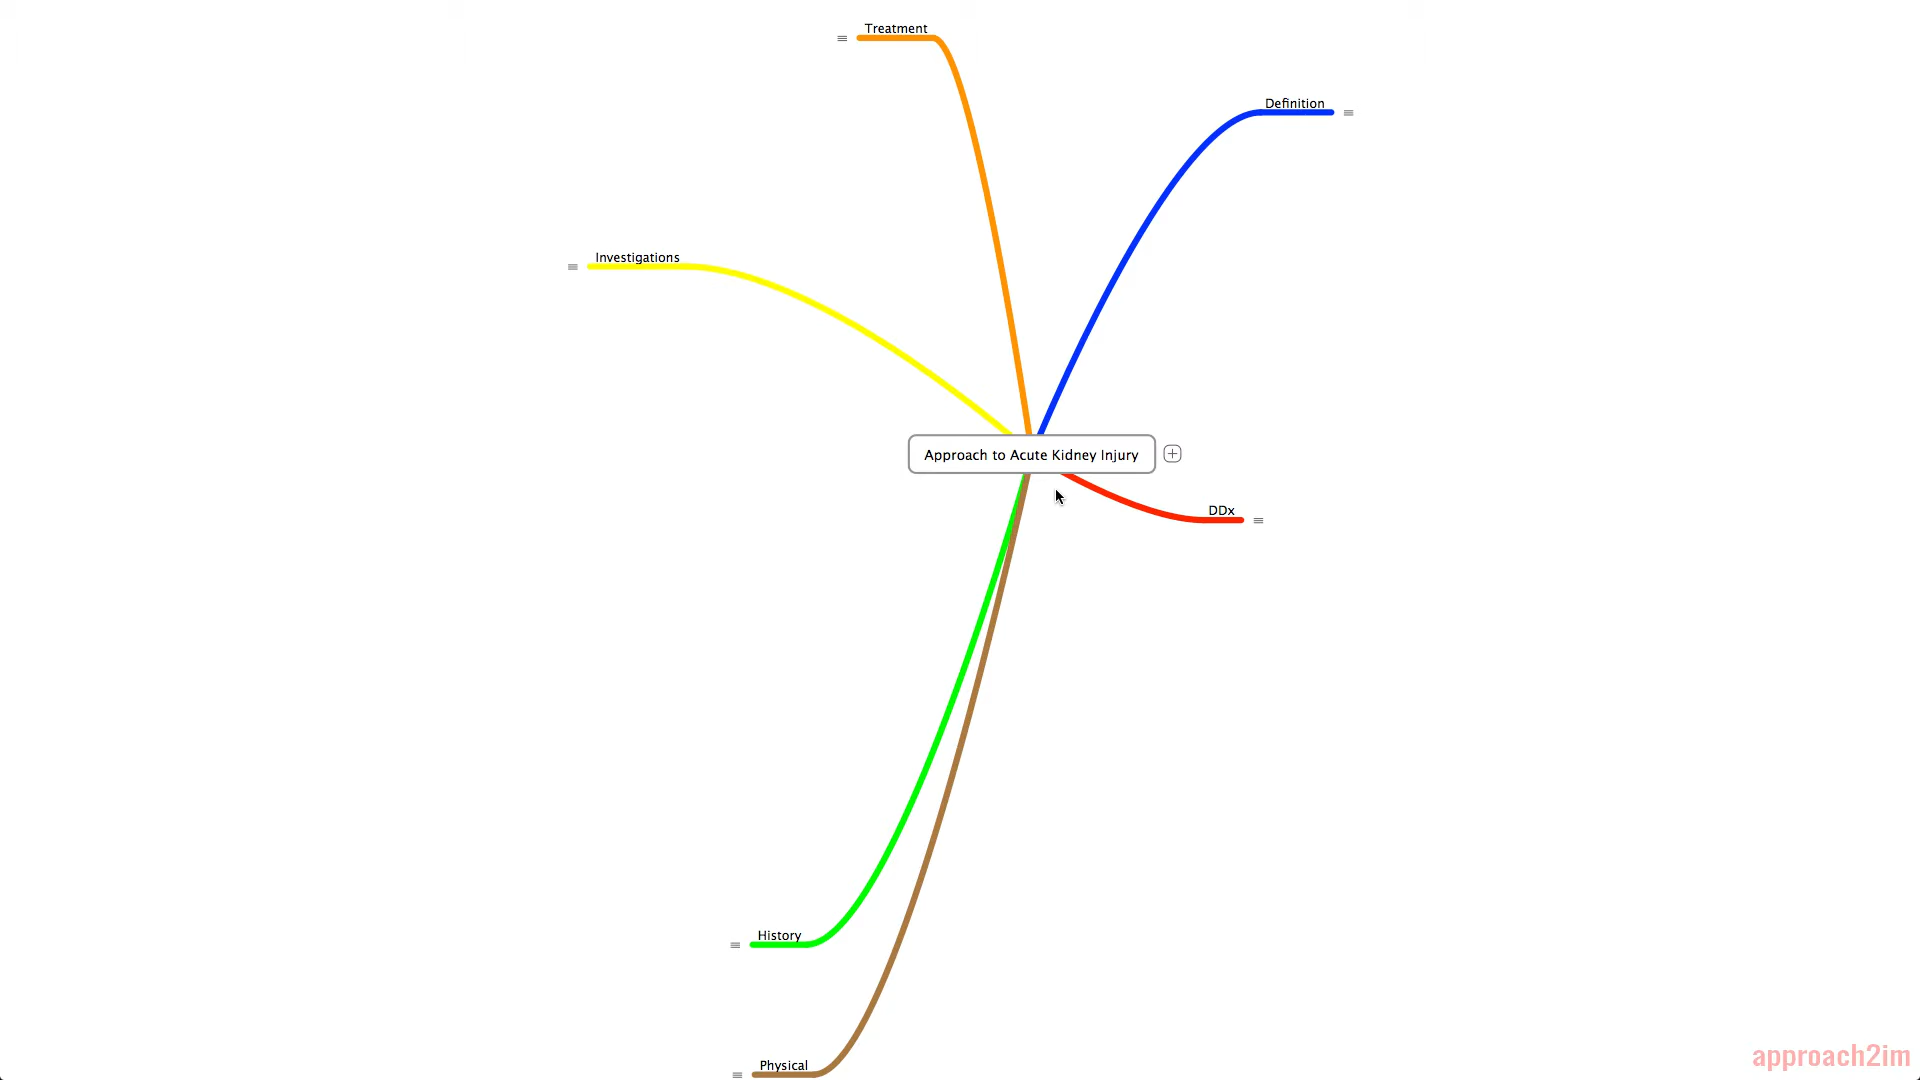 Treatment
Definition
Investigations
Approach to Acute Kidney Injury
DDx
History
Physical
approach2im